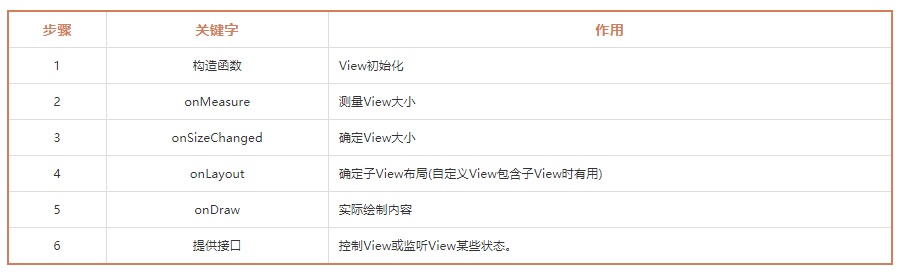 步骤 关键字 作用
1 构造函数 View初始化
2 onMeasure 测量View大小
3 onSizeChanged 确定View大小
4 onLayout 确定子View布局(自定义View包含子View时有用)
5 onDraw 实际绘制内容
6 提供接口 控制View或监听View某些状态。